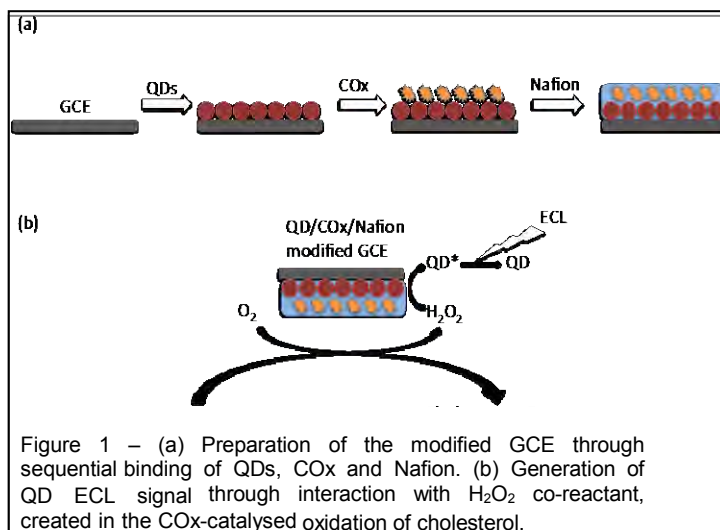 (a)
QDs
COx
Nafion
GCE
(b)
ECL
QD/COx/Nafion
modified GCE
QD*
QD
O₂
H₂O₂
Figure 1 – (a) Preparation of the modified GCE through
sequential binding of QDs, COx and Nafion. (b) Generation of
QD ECL signal through interaction with H₂O₂ co-reactant,
created in the COx-catalysed oxidation of cholesterol.